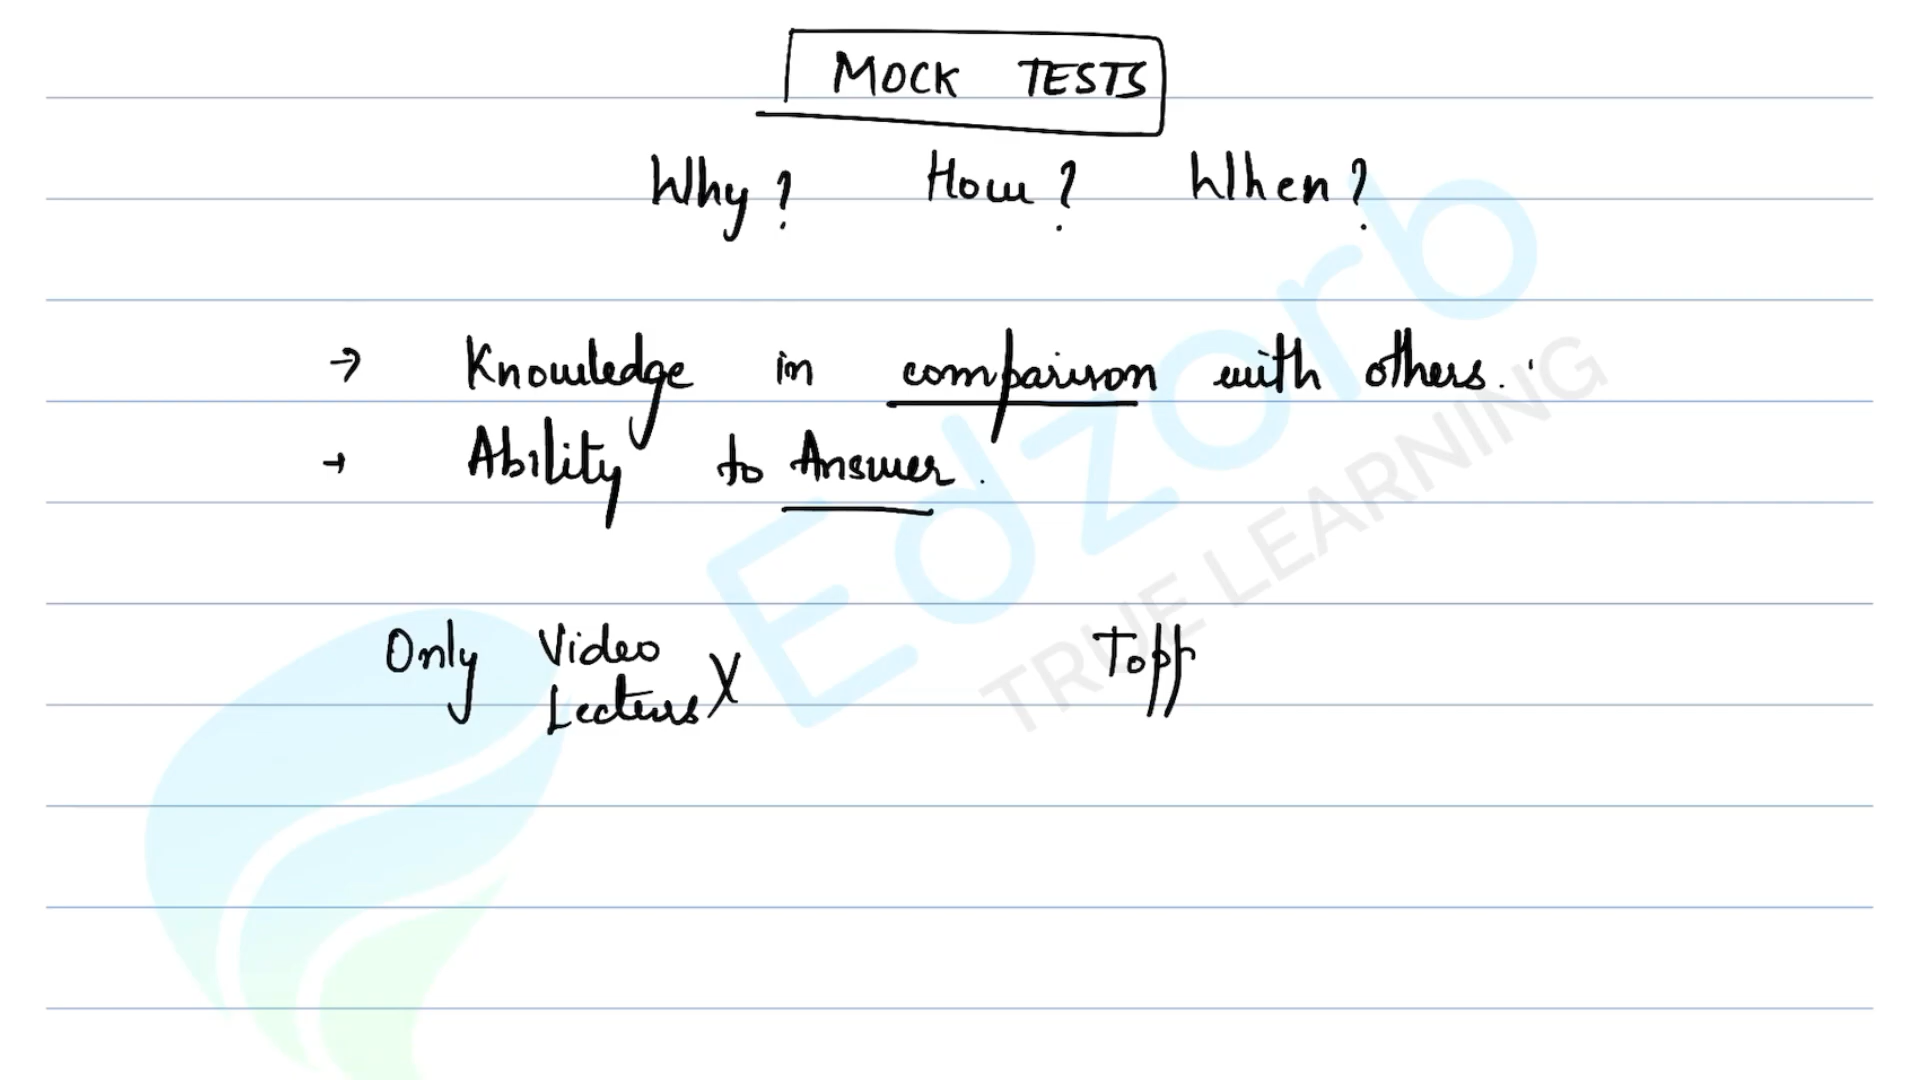 MOCK TESTS
Why? How? When?
→ Knowledge in comparison with others.
→ Ability to Answer.
Only Video Lectures X
Topp
Edzorb
TRUE LEARNING